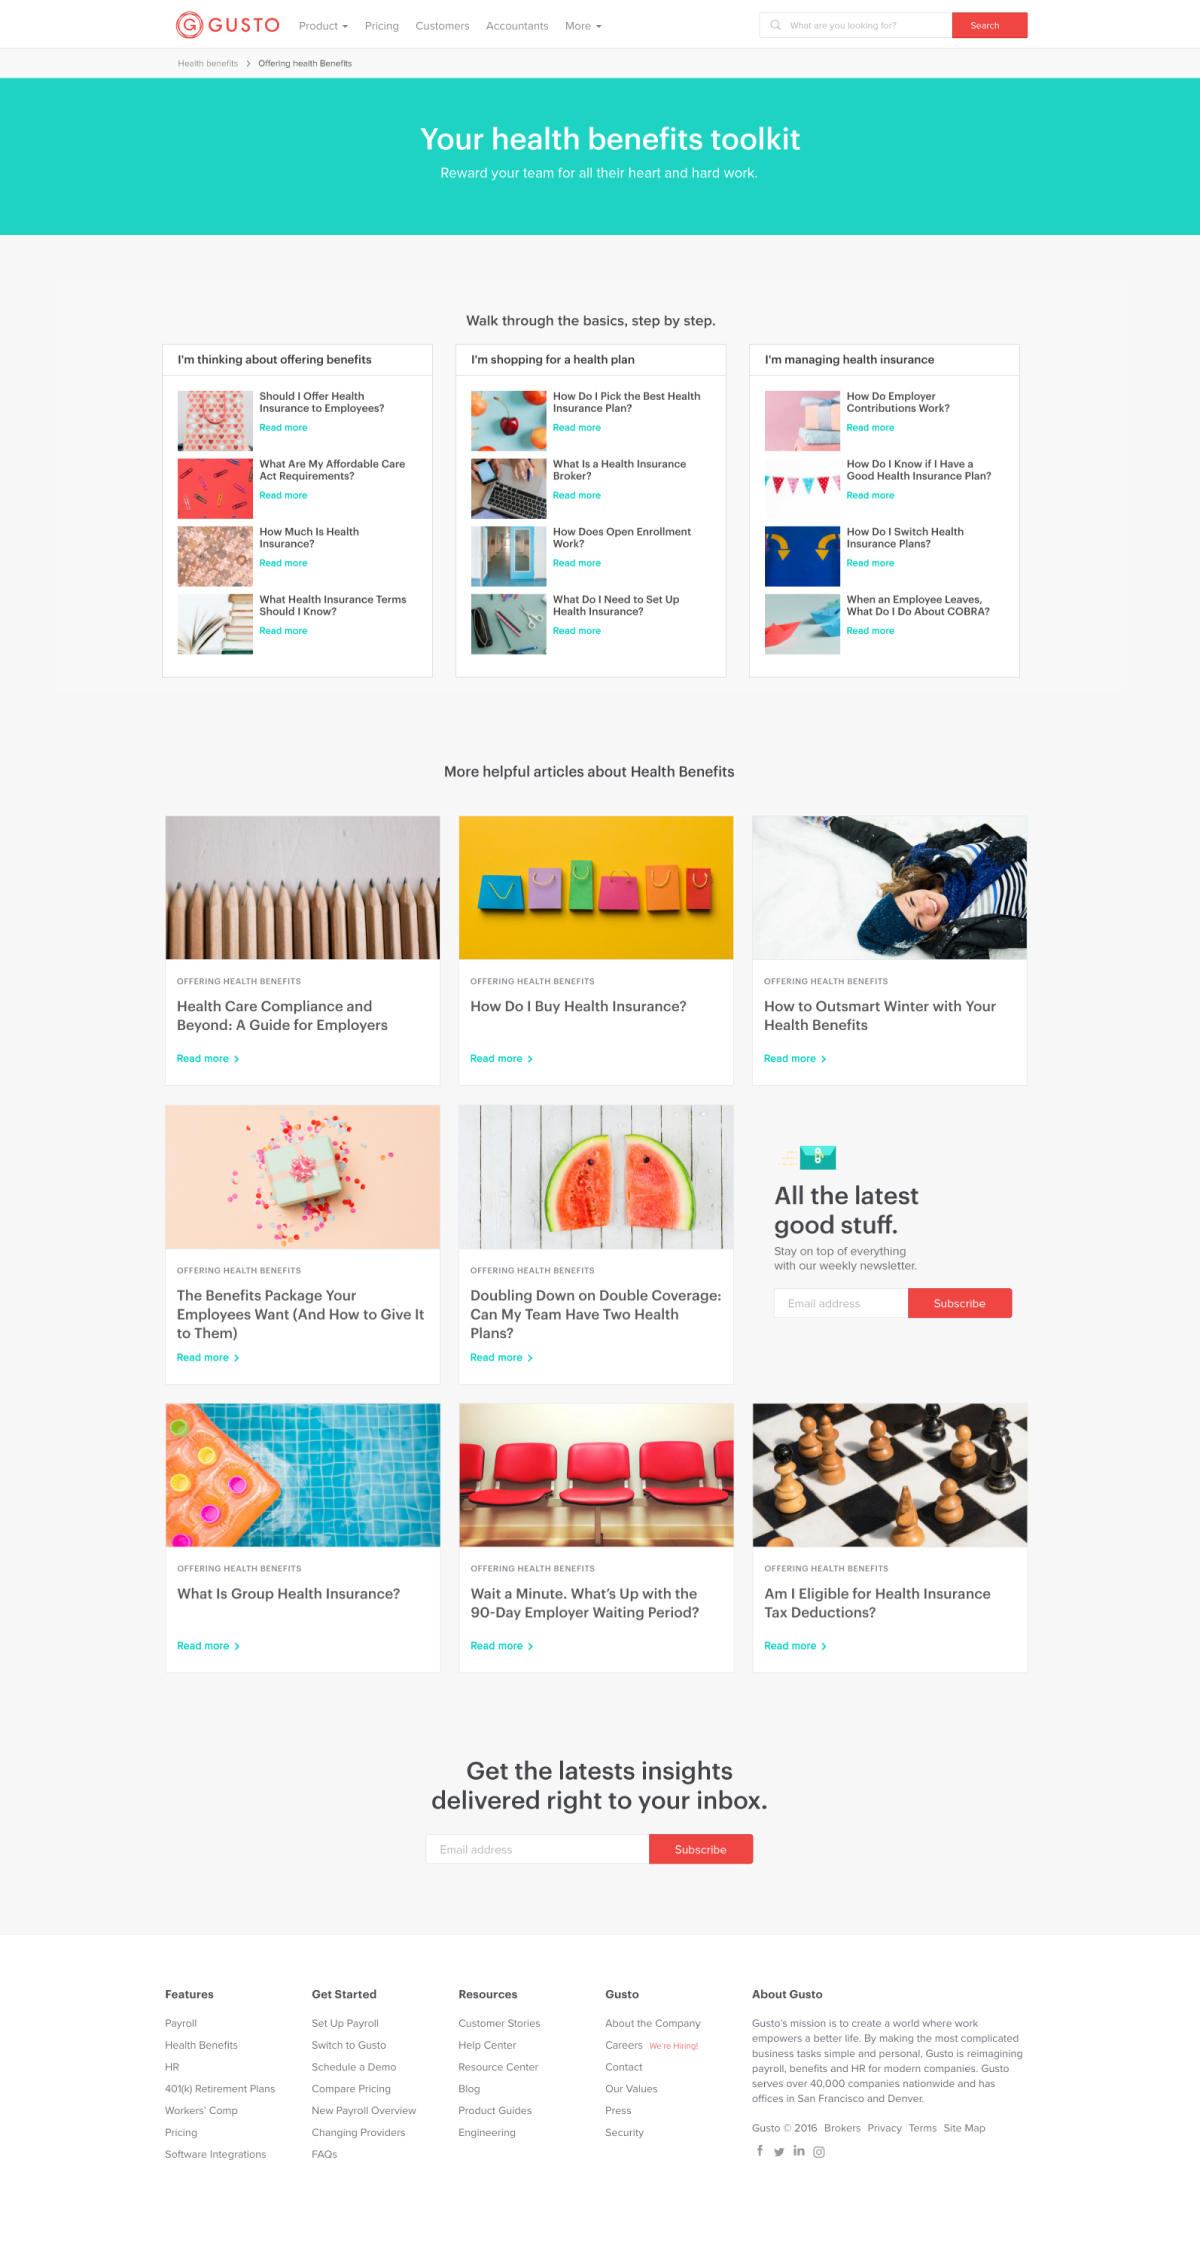 GUSTO
Product
Pricing
Customers
Accountants
More
What are you looking for?
Search
Health benefits
Offering health Benefits
Your health benefits toolkit
Reward your team for all their heart and hard work.
Walk through the basics, step by step.
I'm thinking about offering benefits
Should I Offer Health
Insurance to Employees?
Read more
What Are My Affordable Care
Act Requirements?
Read more
How Much Is Health
Insurance?
Read more
What Health Insurance Terms
Should I Know?
Read more
I'm shopping for a health plan
How Do I Pick the Best Health
Insurance Plan?
Read more
What Is a Health Insurance
Broker?
Read more
How Does Open Enrollment
Work?
Read more
What Do I Need to Set Up
Health Insurance?
Read more
I'm managing health insurance
How Do Employer
Contributions Work?
Read more
How Do I Know if I Have a
Good Health Insurance Plan?
Read more
How Do I Switch Health
Insurance Plans?
Read more
When an Employee Leaves,
What Do I Do About COBRA?
Read more
More helpful articles about Health Benefits
OFFERING HEALTH BENEFITS
Health Care Compliance and
Beyond: A Guide for Employers
Read more
OFFERING HEALTH BENEFITS
How Do I Buy Health Insurance?
Read more
OFFERING HEALTH BENEFITS
How to Outsmart Winter with Your
Health Benefits
Read more
OFFERING HEALTH BENEFITS
The Benefits Package Your
Employees Want (And How to Give It
to Them)
Read more
OFFERING HEALTH BENEFITS
Doubling Down on Double Coverage:
Can My Team Have Two Health
Plans?
Read more
All the latest
good stuff.
Stay on top of everything
with our weekly newsletter.
Email address
Subscribe
OFFERING HEALTH BENEFITS
What Is Group Health Insurance?
Read more
OFFERING HEALTH BENEFITS
Wait a Minute. What's Up with the
90-Day Employer Waiting Period?
Read more
OFFERING HEALTH BENEFITS
Am I Eligible for Health Insurance
Tax Deductions?
Read more
Get the latests insights
delivered right to your inbox.
Email address
Subscribe
Features
Payroll
Health Benefits
HR
401(k) Retirement Plans
Workers' Comp
Pricing
Software Integrations
Get Started
Set Up Payroll
Switch to Gusto
Schedule a Demo
Compare Pricing
New Payroll Overview
Changing Providers
FAQs
Resources
Customer Stories
Help Center
Resource Center
Blog
Product Guides
Engineering
Gusto
About the Company
Careers We're Hiring!
Contact
Our Values
Press
Security
About Gusto
Gusto's mission is to create a world where work
empowers a better life. By making the most complicated
business tasks simple and personal, Gusto is reimagining
payroll, benefits and HR for modern companies. Gusto
serves over 40,000 companies nationwide and has
offices in San Francisco and Denver.
Gusto © 2016 Brokers Privacy Terms Site Map